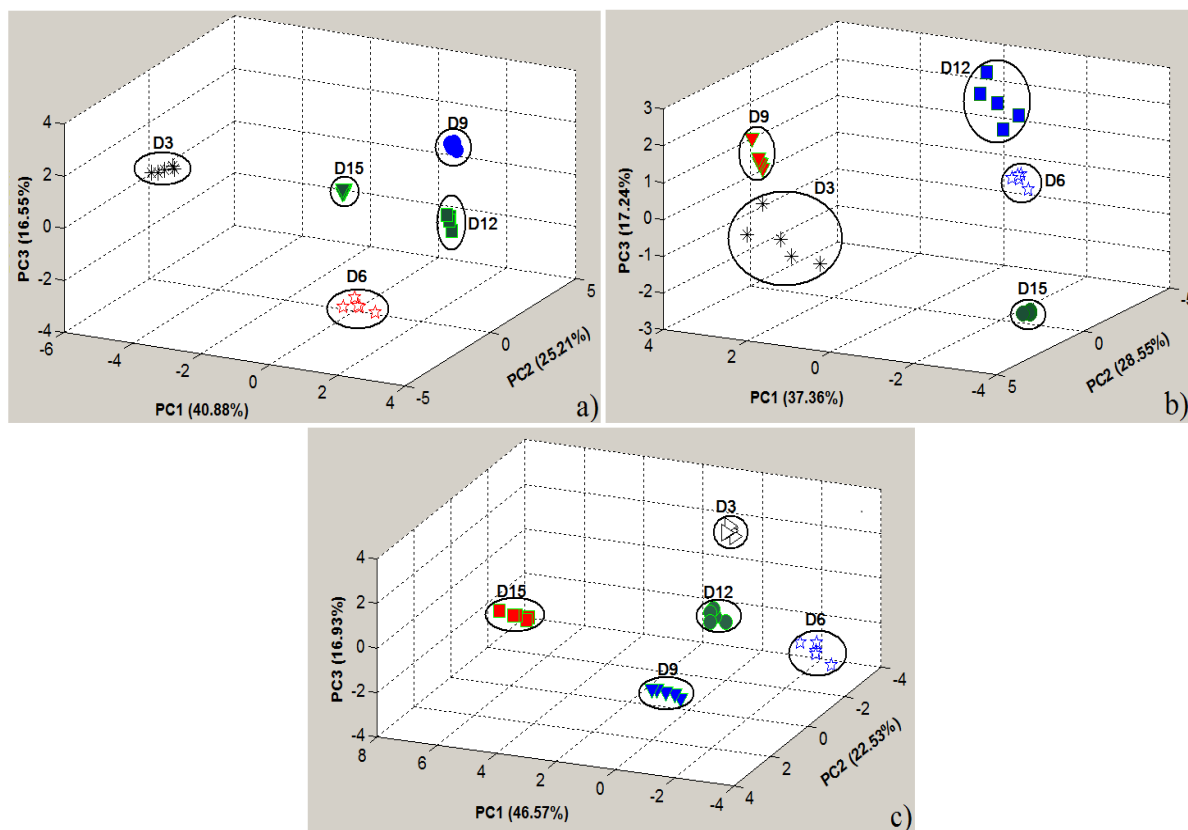 D3
D15
D9
D12
D6
4
2
0
-2
-4
PC3 (16.55%)
-6
-4
-2
0
2
4
PC1 (40.88%)
-5
0
5
PC2 (25.21%)
a)
D12
D9
D3
D6
D15
3
2
1
0
-1
-2
-3
PC3 (17.24%)
4
2
0
-2
-4
PC1 (37.36%)
5
0
PC2 (28.55%)
b)
D3
D15
D12
D6
D9
4
2
0
-2
-4
PC3 (16.93%)
8
6
4
2
0
-2
-4
PC1 (46.57%)
4
2
0
-2
-4
PC2 (22.53%)
c)